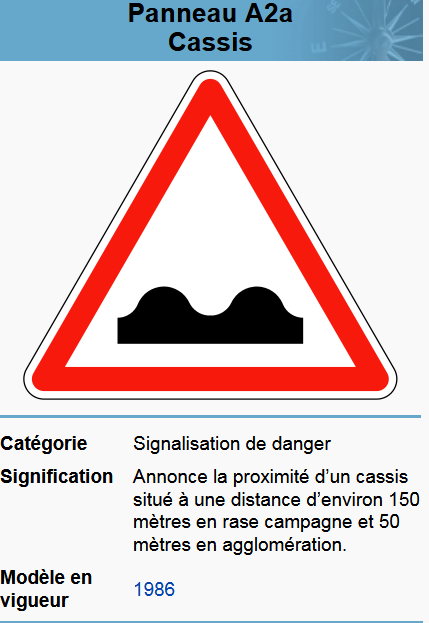 Panneau A2a
Cassis
Catégorie Signalisation de danger
Signification Annonce la proximité d’un cassis
situé à une distance d’environ 150
mètres en rase campagne et 50
mètres en agglomération.
Modèle en
vigueur 1986